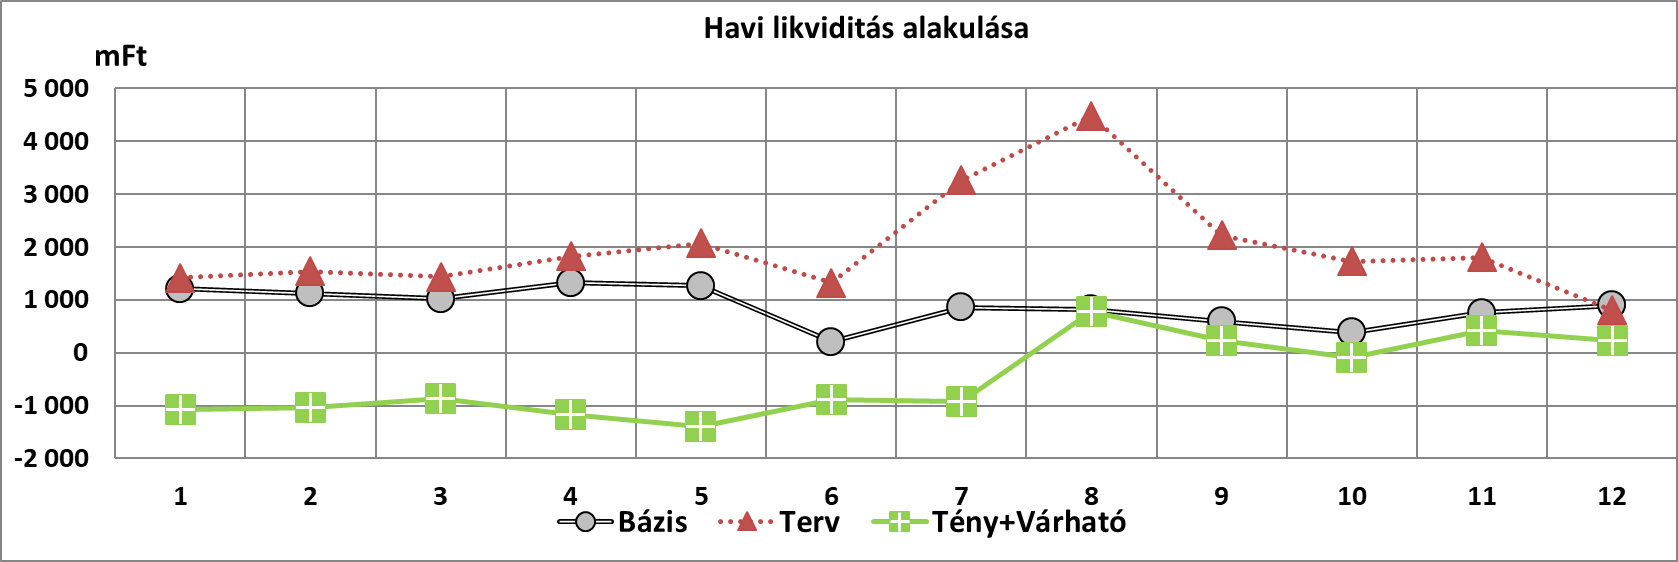 Havi likviditás alakulása
mFt
5 000
4 000
3 000
2 000
1 000
0
-1 000
-2 000
1 2 3 4 5 6 7 8 9 10 11 12
Bázis Terv Tény+Várható